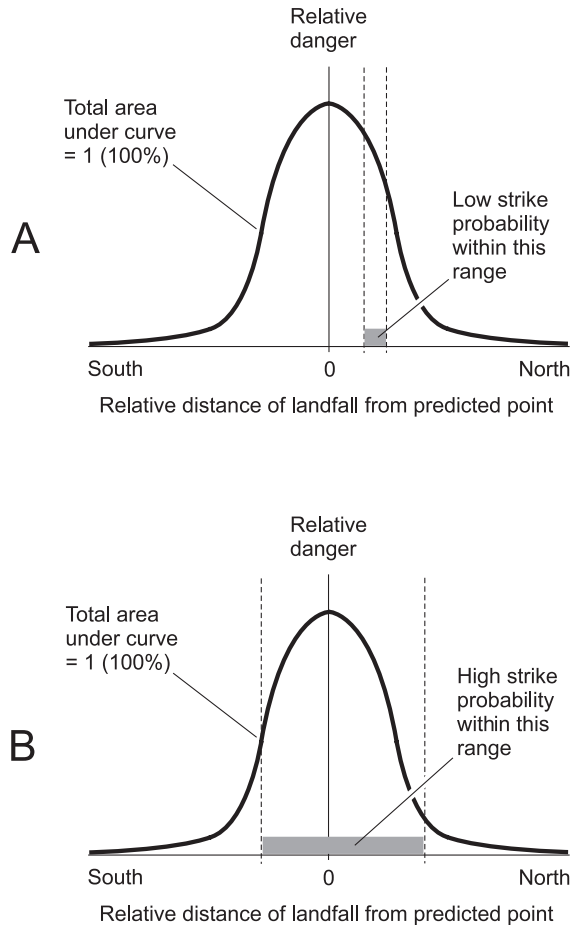 Relative
danger
Total area
under curve
= 1 (100%)
Low strike
probability
within this
range
A
South
0
North
Relative distance of landfall from predicted point
Relative
danger
Total area
under curve
= 1 (100%)
High strike
probability
within this
range
B
South
0
North
Relative distance of landfall from predicted point